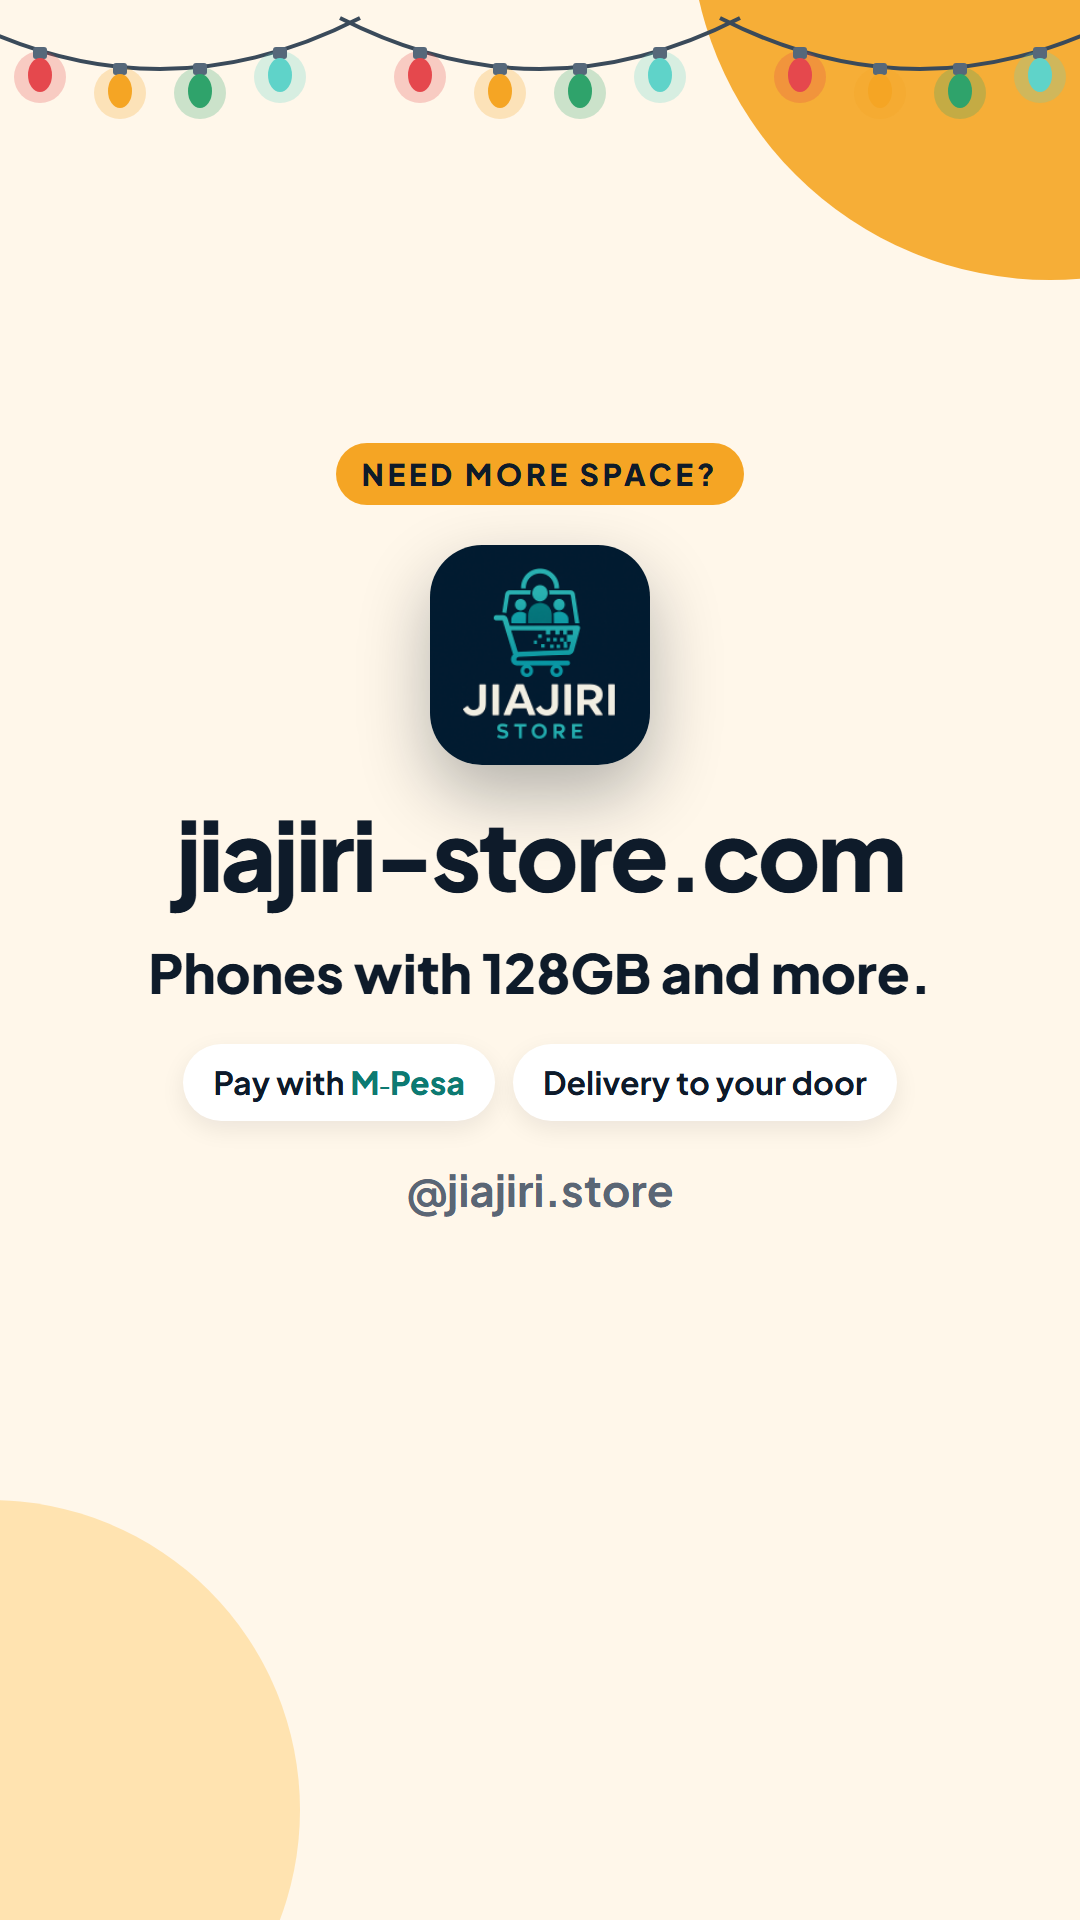 NEED MORE SPACE?
JIAJIRI
STORE
jiajiri-store.com
Phones with 128GB and more.
Pay with M-Pesa
Delivery to your door
@jiajiri.store